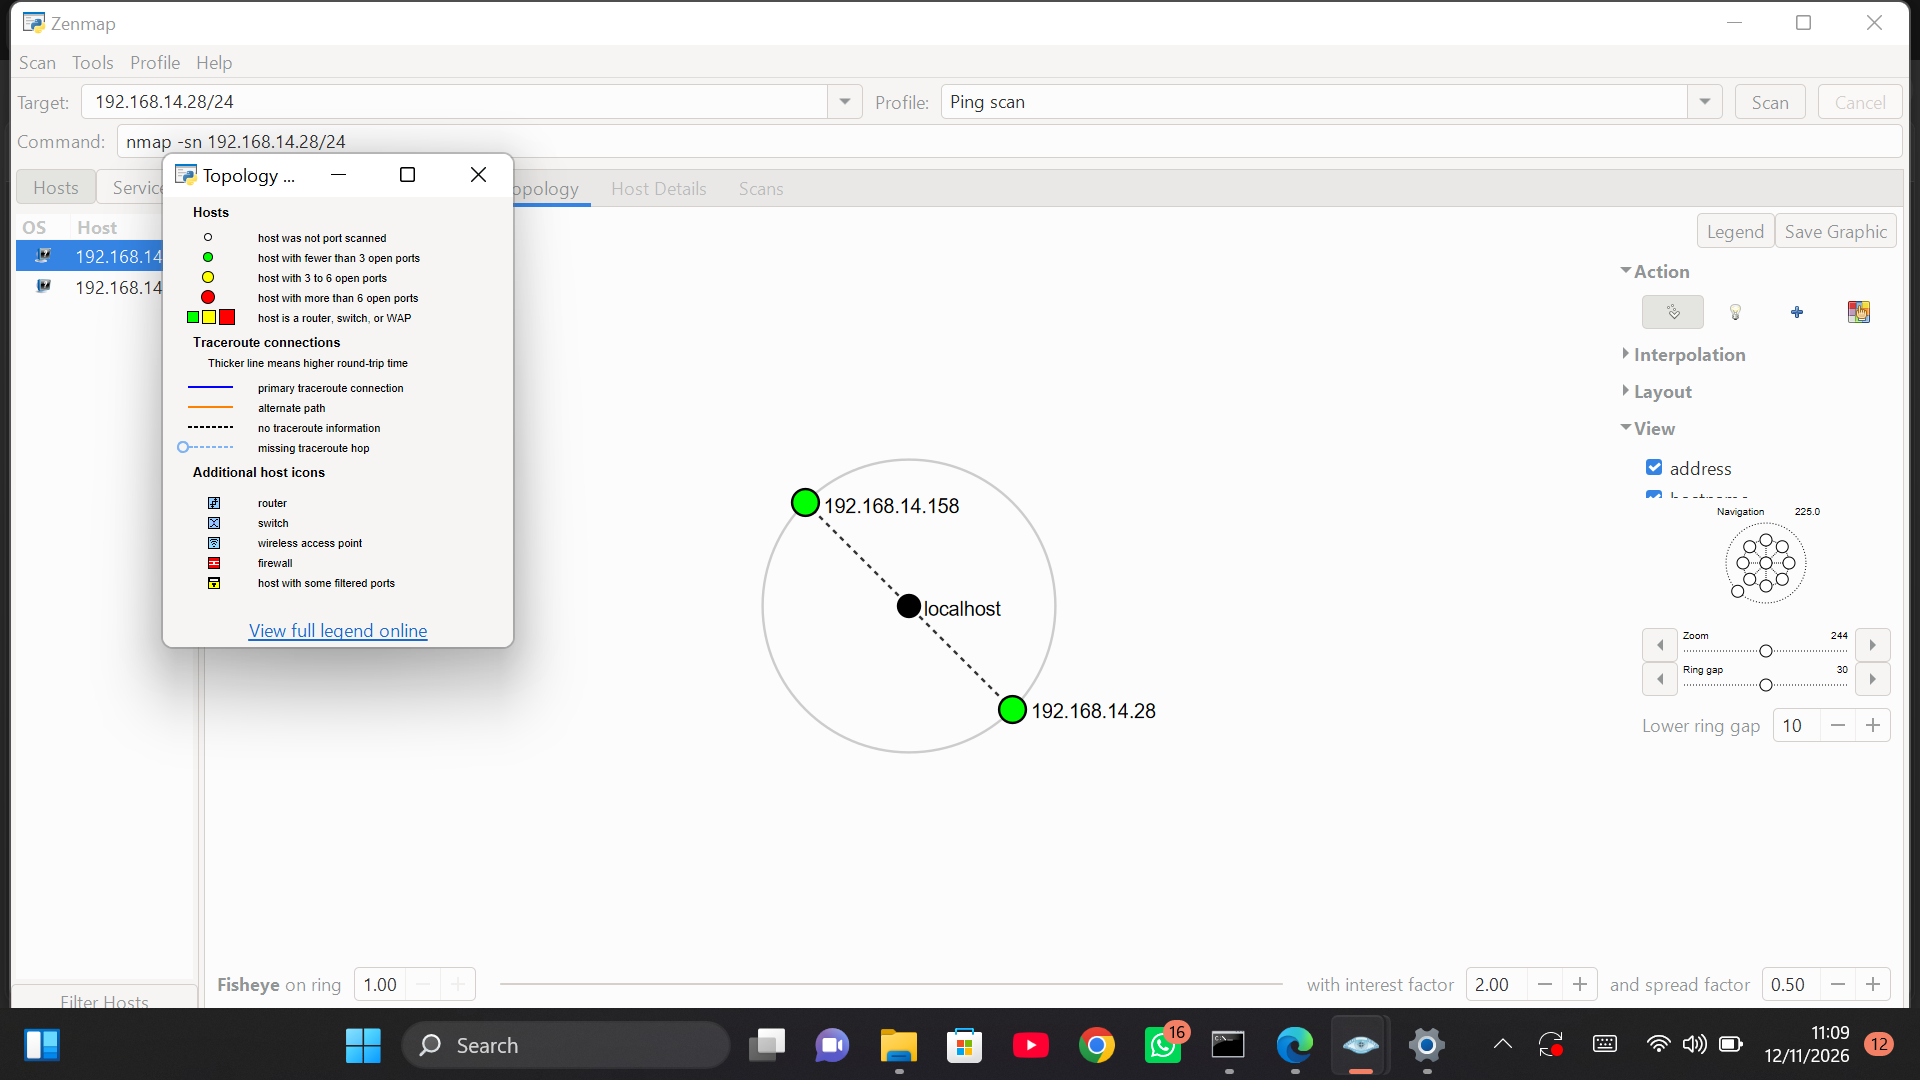 Zenmap
Scan Tools Profile Help
Target: 192.168.14.28/24 Profile: Ping scan Scan Cancel
Command: nmap -sn 192.168.14.28/24
Topology ...
Hosts Service opology Host Details Scans
OS Host
192.168.14
192.168.14
Hosts
host was not port scanned
host with fewer than 3 open ports
host with 3 to 6 open ports
host with more than 6 open ports
host is a router, switch, or WAP
Traceroute connections
Thicker line means higher round-trip time
primary traceroute connection
alternate path
no traceroute information
missing traceroute hop
Additional host icons
router
switch
wireless access point
firewall
host with some filtered ports
View full legend online
192.168.14.158
localhost
192.168.14.28
Legend Save Graphic
Action
Interpolation
Layout
View
address
hostname
Navigation 225.0
Zoom 244
Ring gap 30
Lower ring gap 10
Fisheye on ring 1.00 with interest factor 2.00 and spread factor 0.50
Filter Hosts
Search
16
11:09
12/11/2026
12